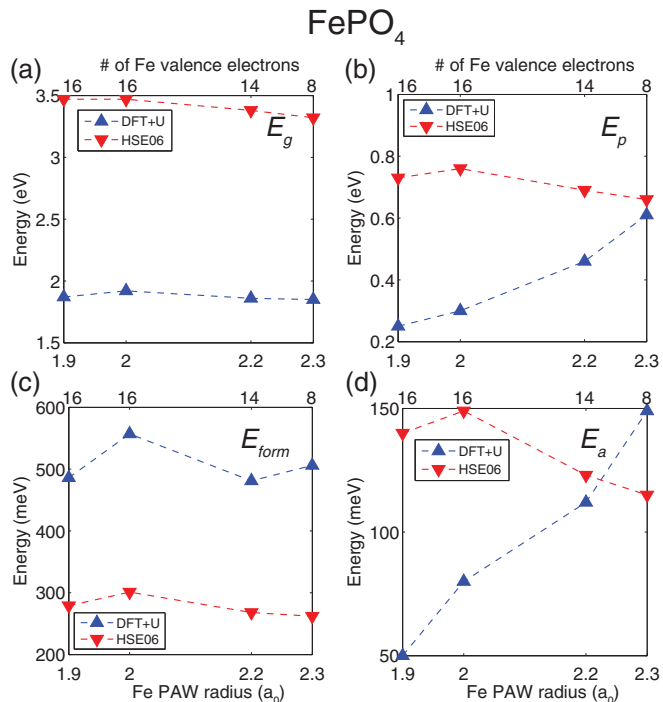 FePO4
(a) # of Fe valence electrons
16 16 14 8
3.5
3
2.5
2
1.5
Energy (eV)
DFT+U
HSE06
Eg
1.9 2 2.2 2.3
(b) # of Fe valence electrons
16 16 14 8
1
0.8
0.6
0.4
0.2
Energy (eV)
DFT+U
HSE06
Ep
1.9 2 2.2 2.3
(c)
16 16 14 8
600
500
400
300
200
Energy (meV)
Eform
DFT+U
HSE06
1.9 2 2.2 2.3
Fe PAW radius (a0)
(d)
16 16 14 8
150
100
50
Energy (meV)
DFT+U
HSE06
Ea
1.9 2 2.2 2.3
Fe PAW radius (a0)